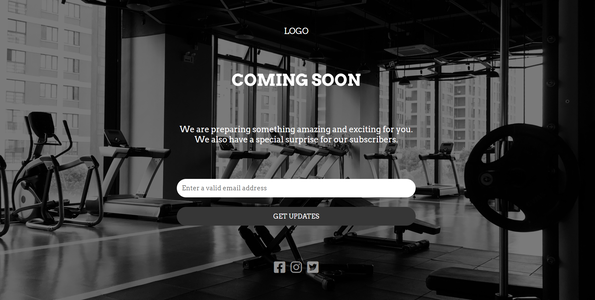 LOGO
COMING SOON
We are preparing something amazing and exciting for you.
We also have a special surprise for our subscribers.
Enter a valid email address
GET UPDATES